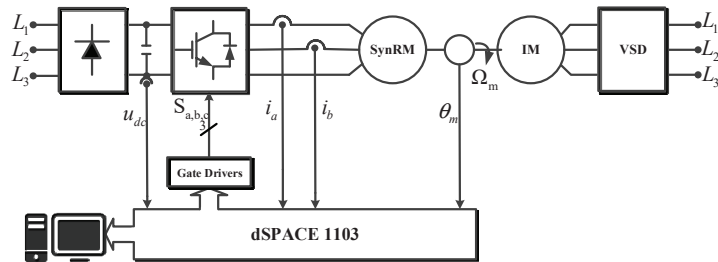 L1
L2
L3
SynRM
IM
VSD
L1
L2
L3
Ωm
udc
Sa,b,c
3
ia
ib
θm
Gate Drivers
dSPACE 1103